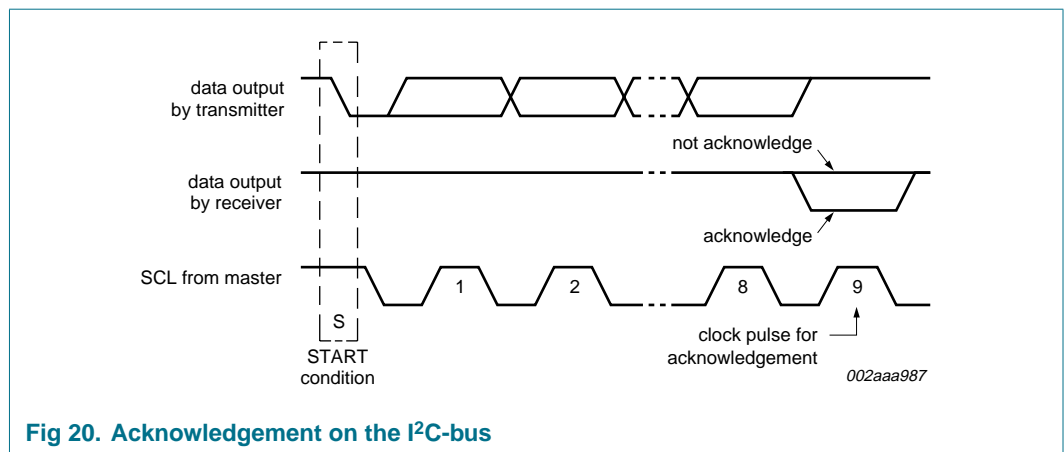 data output
by transmitter
not acknowledge
data output
by receiver
acknowledge
SCL from master
1
2
8
9
S
START
condition
clock pulse for
acknowledgement
002aaa987
Fig 20. Acknowledgement on the I²C-bus